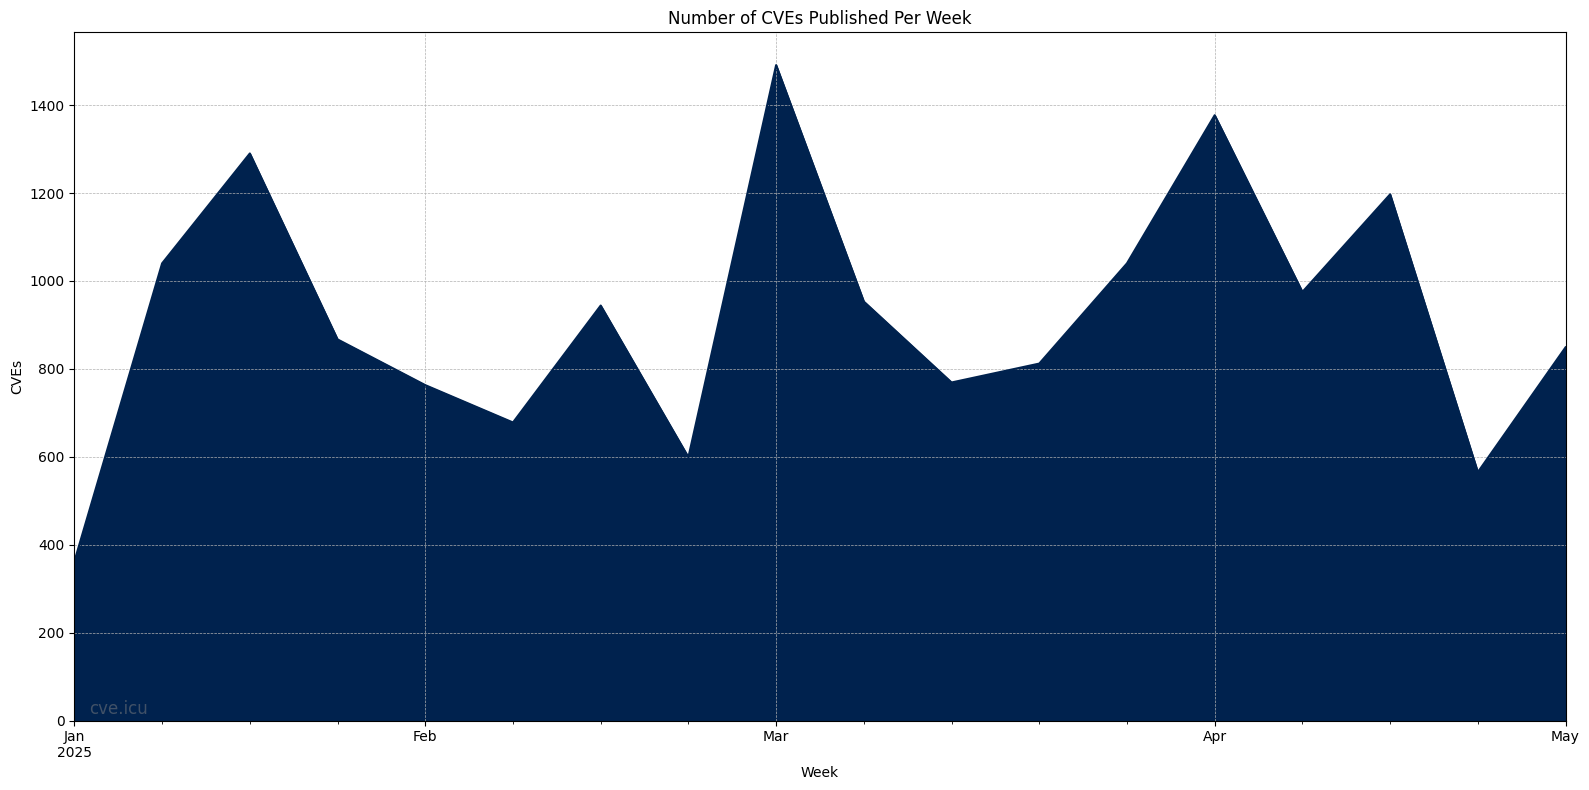 Number of CVEs Published Per Week
CVEs
1400
1200
1000
800
600
400
200
0
cve.icu
Jan Feb Mar Apr May
2025
Week